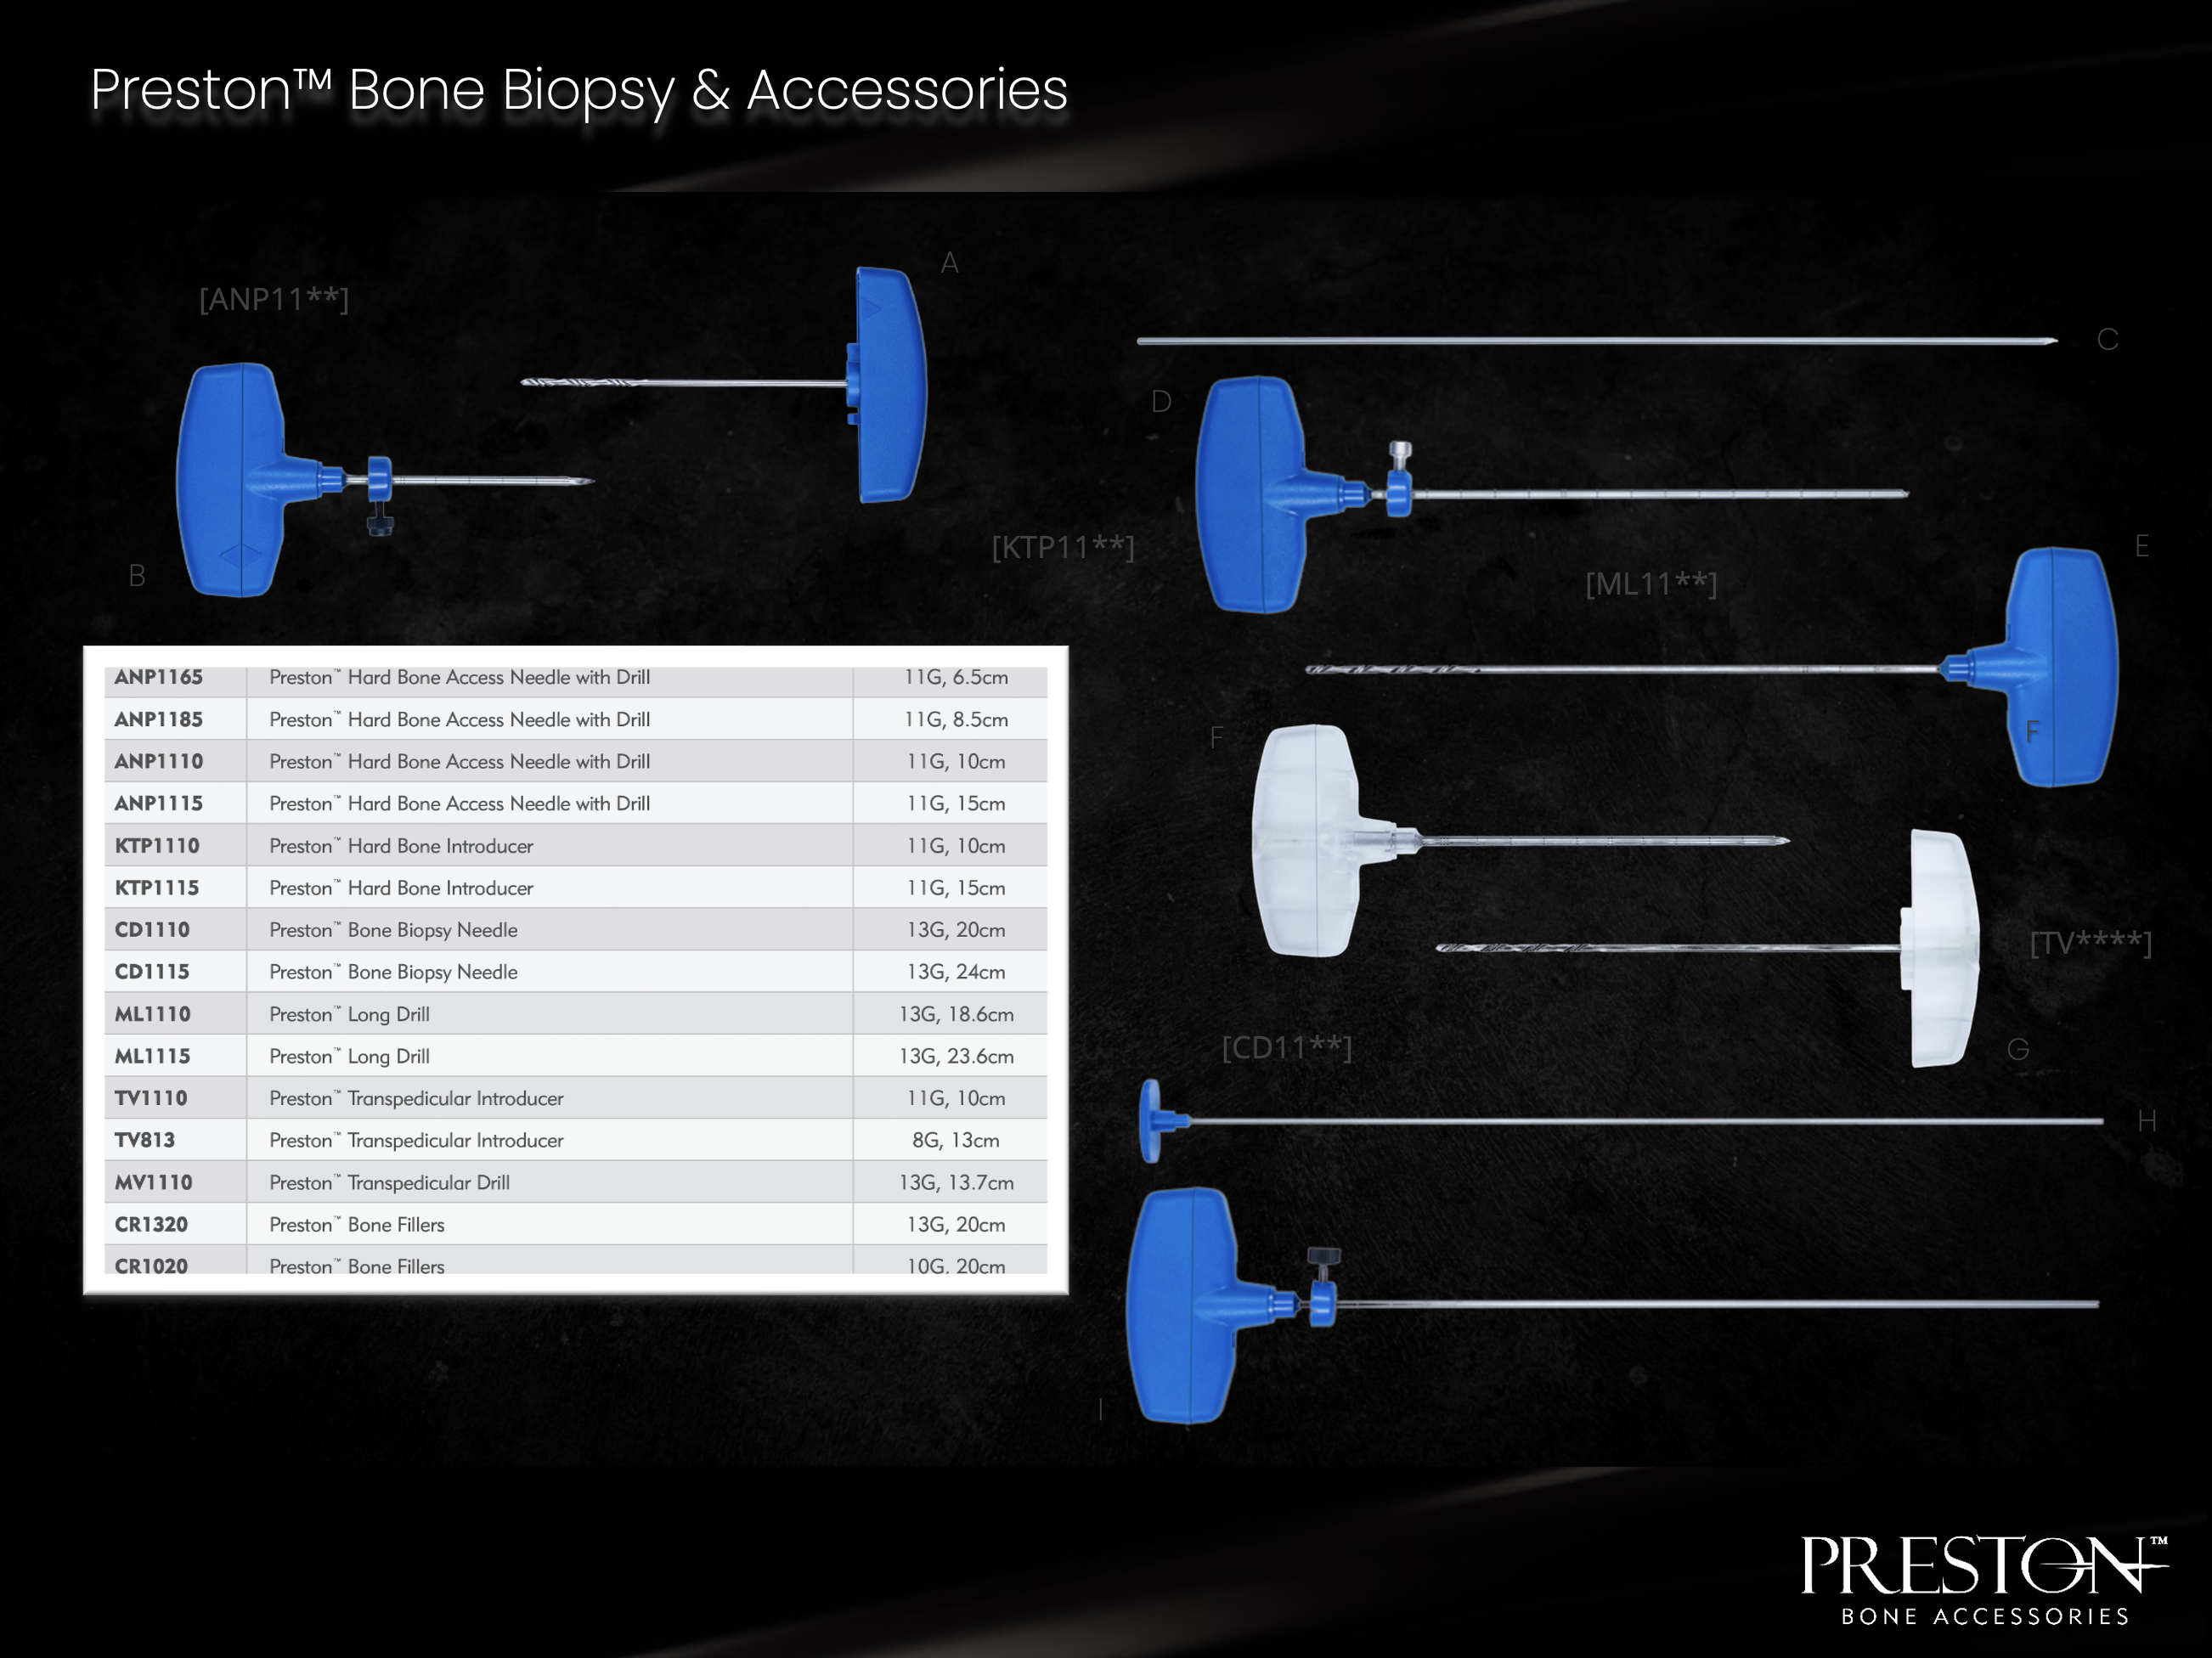 Preston™ Bone Biopsy & Accessories
A
[ANP11**]
B
C
D
[KTP11**]
E
[ML11**]
F
F
[TV****]
G
[CD11**]
H
I
ANP1165 Preston™ Hard Bone Access Needle with Drill 11G, 6.5cm
ANP1185 Preston™ Hard Bone Access Needle with Drill 11G, 8.5cm
ANP1110 Preston™ Hard Bone Access Needle with Drill 11G, 10cm
ANP1115 Preston™ Hard Bone Access Needle with Drill 11G, 15cm
KTP1110 Preston™ Hard Bone Introducer 11G, 10cm
KTP1115 Preston™ Hard Bone Introducer 11G, 15cm
CD1110 Preston™ Bone Biopsy Needle 13G, 20cm
CD1115 Preston™ Bone Biopsy Needle 13G, 24cm
ML1110 Preston™ Long Drill 13G, 18.6cm
ML1115 Preston™ Long Drill 13G, 23.6cm
TV1110 Preston™ Transpedicular Introducer 11G, 10cm
TV813 Preston™ Transpedicular Introducer 8G, 13cm
MV1110 Preston™ Transpedicular Drill 13G, 13.7cm
CR1320 Preston™ Bone Fillers 13G, 20cm
CR1020 Preston™ Bone Fillers 10G, 20cm
PRESTON™
BONE ACCESSORIES